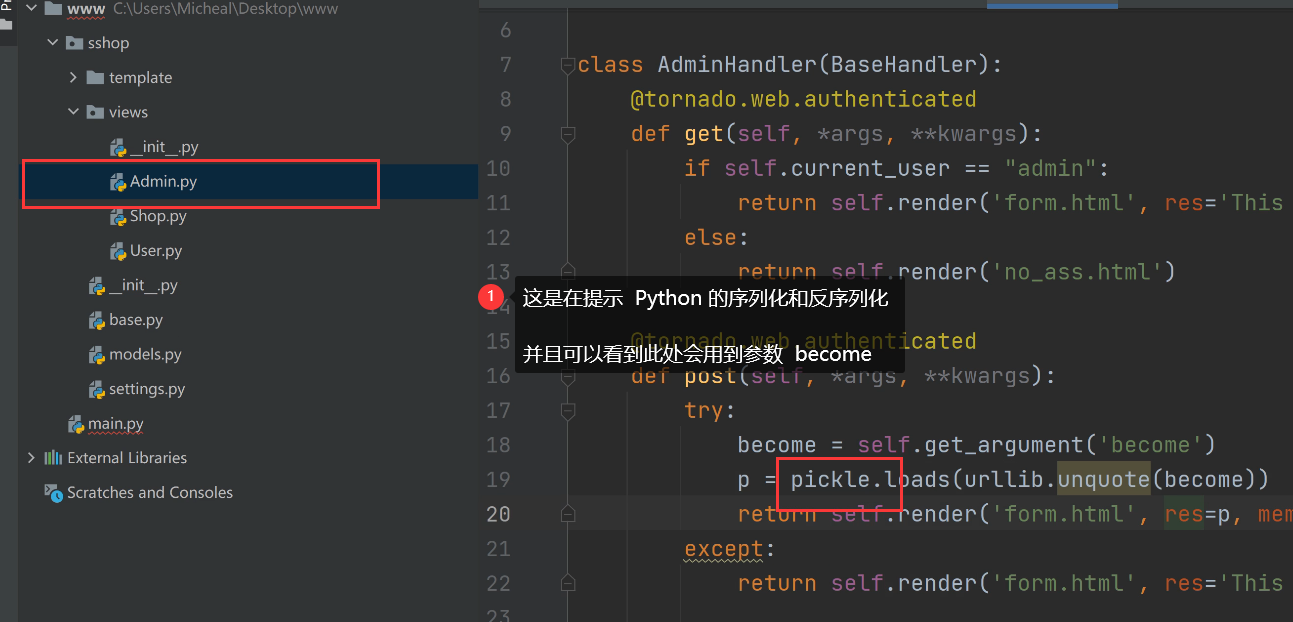 www C:\Users\Micheal\Desktop\www
sshop
template
views
__init__.py
Admin.py
Shop.py
User.py
__init__.py
base.py
models.py
settings.py
main.py
External Libraries
Scratches and Consoles
6
7 class AdminHandler(BaseHandler):
8 @tornado.web.authenticated
9 def get(self, *args, **kwargs):
10 if self.current_user == "admin":
11 return self.render('form.html', res='This
12 else:
13 return self.render('no_ass.html')
14
15 @tornado.web.authenticated
16 def post(self, *args, **kwargs):
17 try:
18 become = self.get_argument('become')
19 p = pickle.loads(urllib.unquote(become))
20 return self.render('form.html', res=p, mem
21 except:
22 return self.render('form.html', res='This
23
1 这是在提示 Python 的序列化和反序列化
并且可以看到此处会用到参数 become